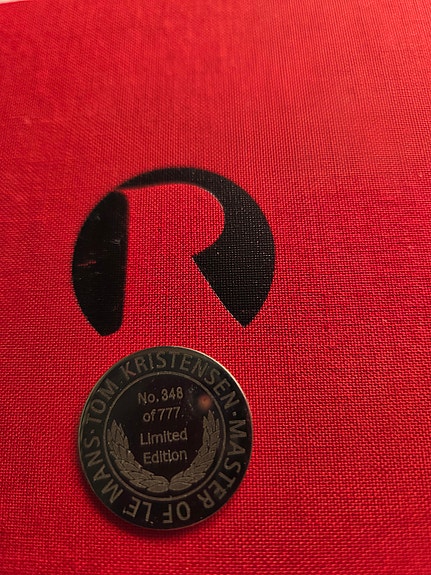 R
TOM KRISTENSEN · MASTER OF LE MANS ·
No. 348
of 777
Limited
Edition